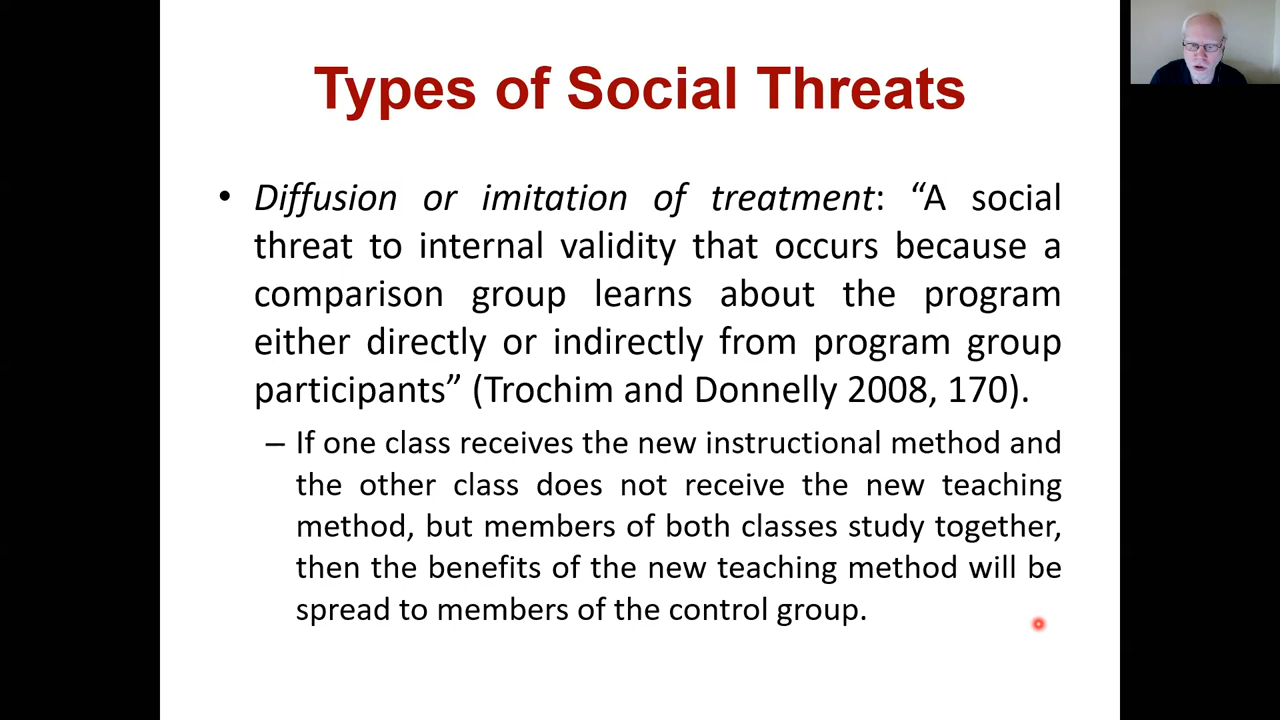 Types of Social Threats
• Diffusion or imitation of treatment: “A social
threat to internal validity that occurs because a
comparison group learns about the program
either directly or indirectly from program group
participants” (Trochim and Donnelly 2008, 170).
– If one class receives the new instructional method and
the other class does not receive the new teaching
method, but members of both classes study together,
then the benefits of the new teaching method will be
spread to members of the control group.